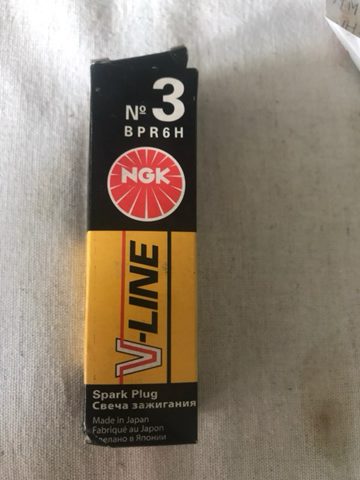 № 3
BPR6H
NGK
V-LINE
Spark Plug
Свеча зажигания
Made in Japan
Fabriqué au Japon
Сделано в Японии